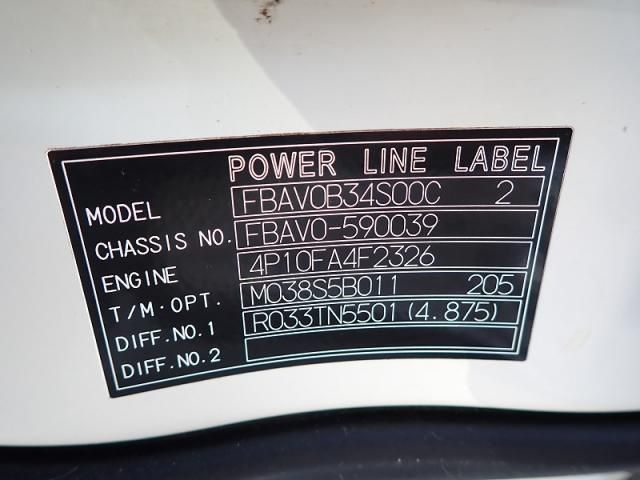 POWER LINE LABEL
MODEL FBAV0B34S00C 2
CHASSIS NO. FBAV0-590039
ENGINE 4P10FA4F2326
T/M・OPT. M038S5B011 205
DIFF.NO.1 R033TN5501(4.875)
DIFF.NO.2